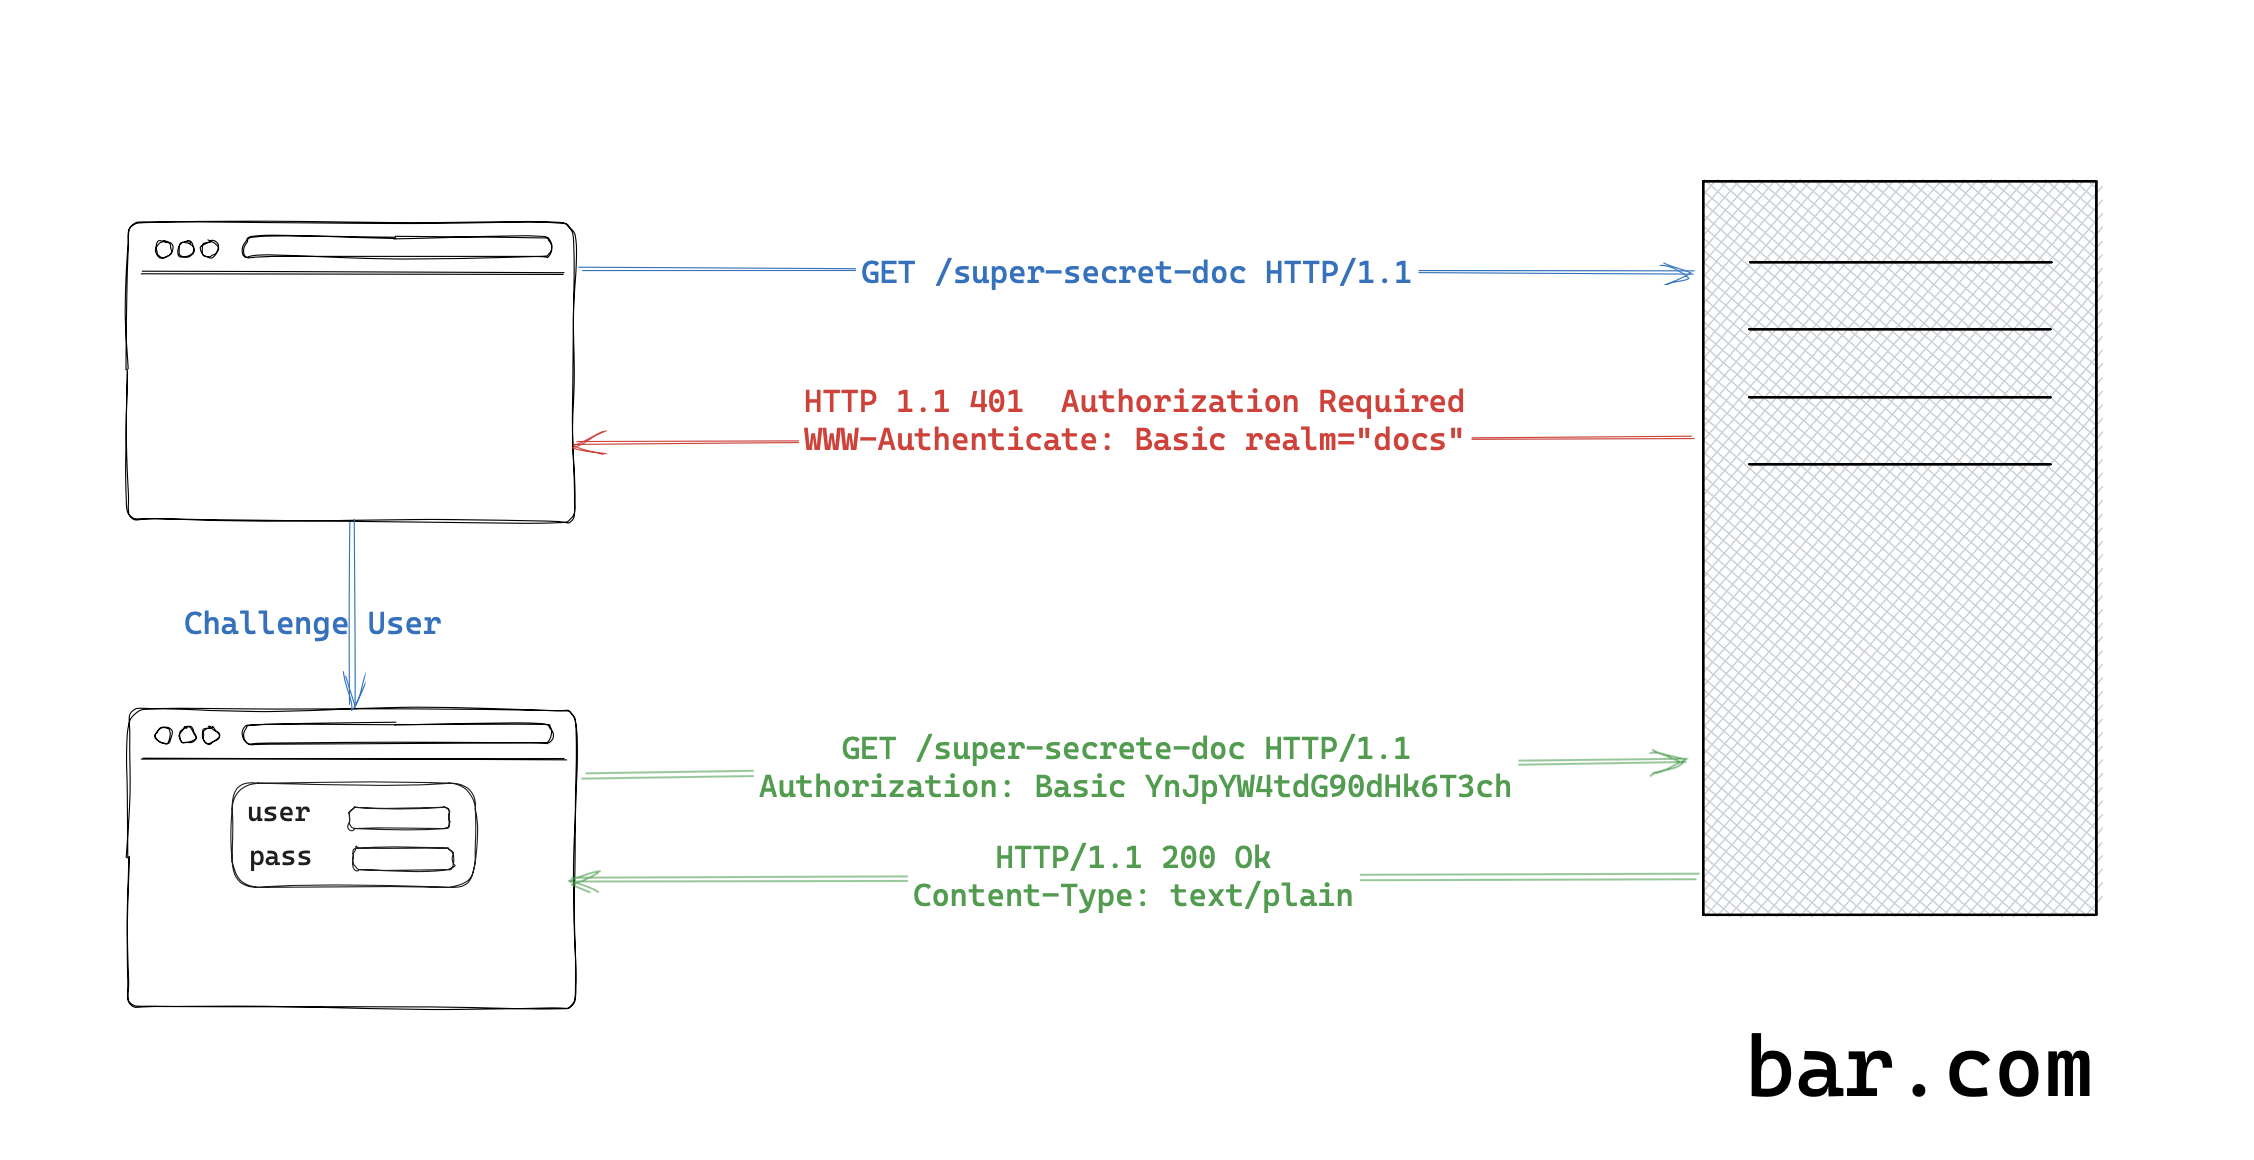 GET /super-secret-doc HTTP/1.1
HTTP 1.1 401  Authorization Required
WWW-Authenticate: Basic realm="docs"
Challenge User
user
pass
GET /super-secrete-doc HTTP/1.1
Authorization: Basic YnJpYW4tdG90dHk6T3ch
HTTP/1.1 200 Ok
Content-Type: text/plain
bar.com